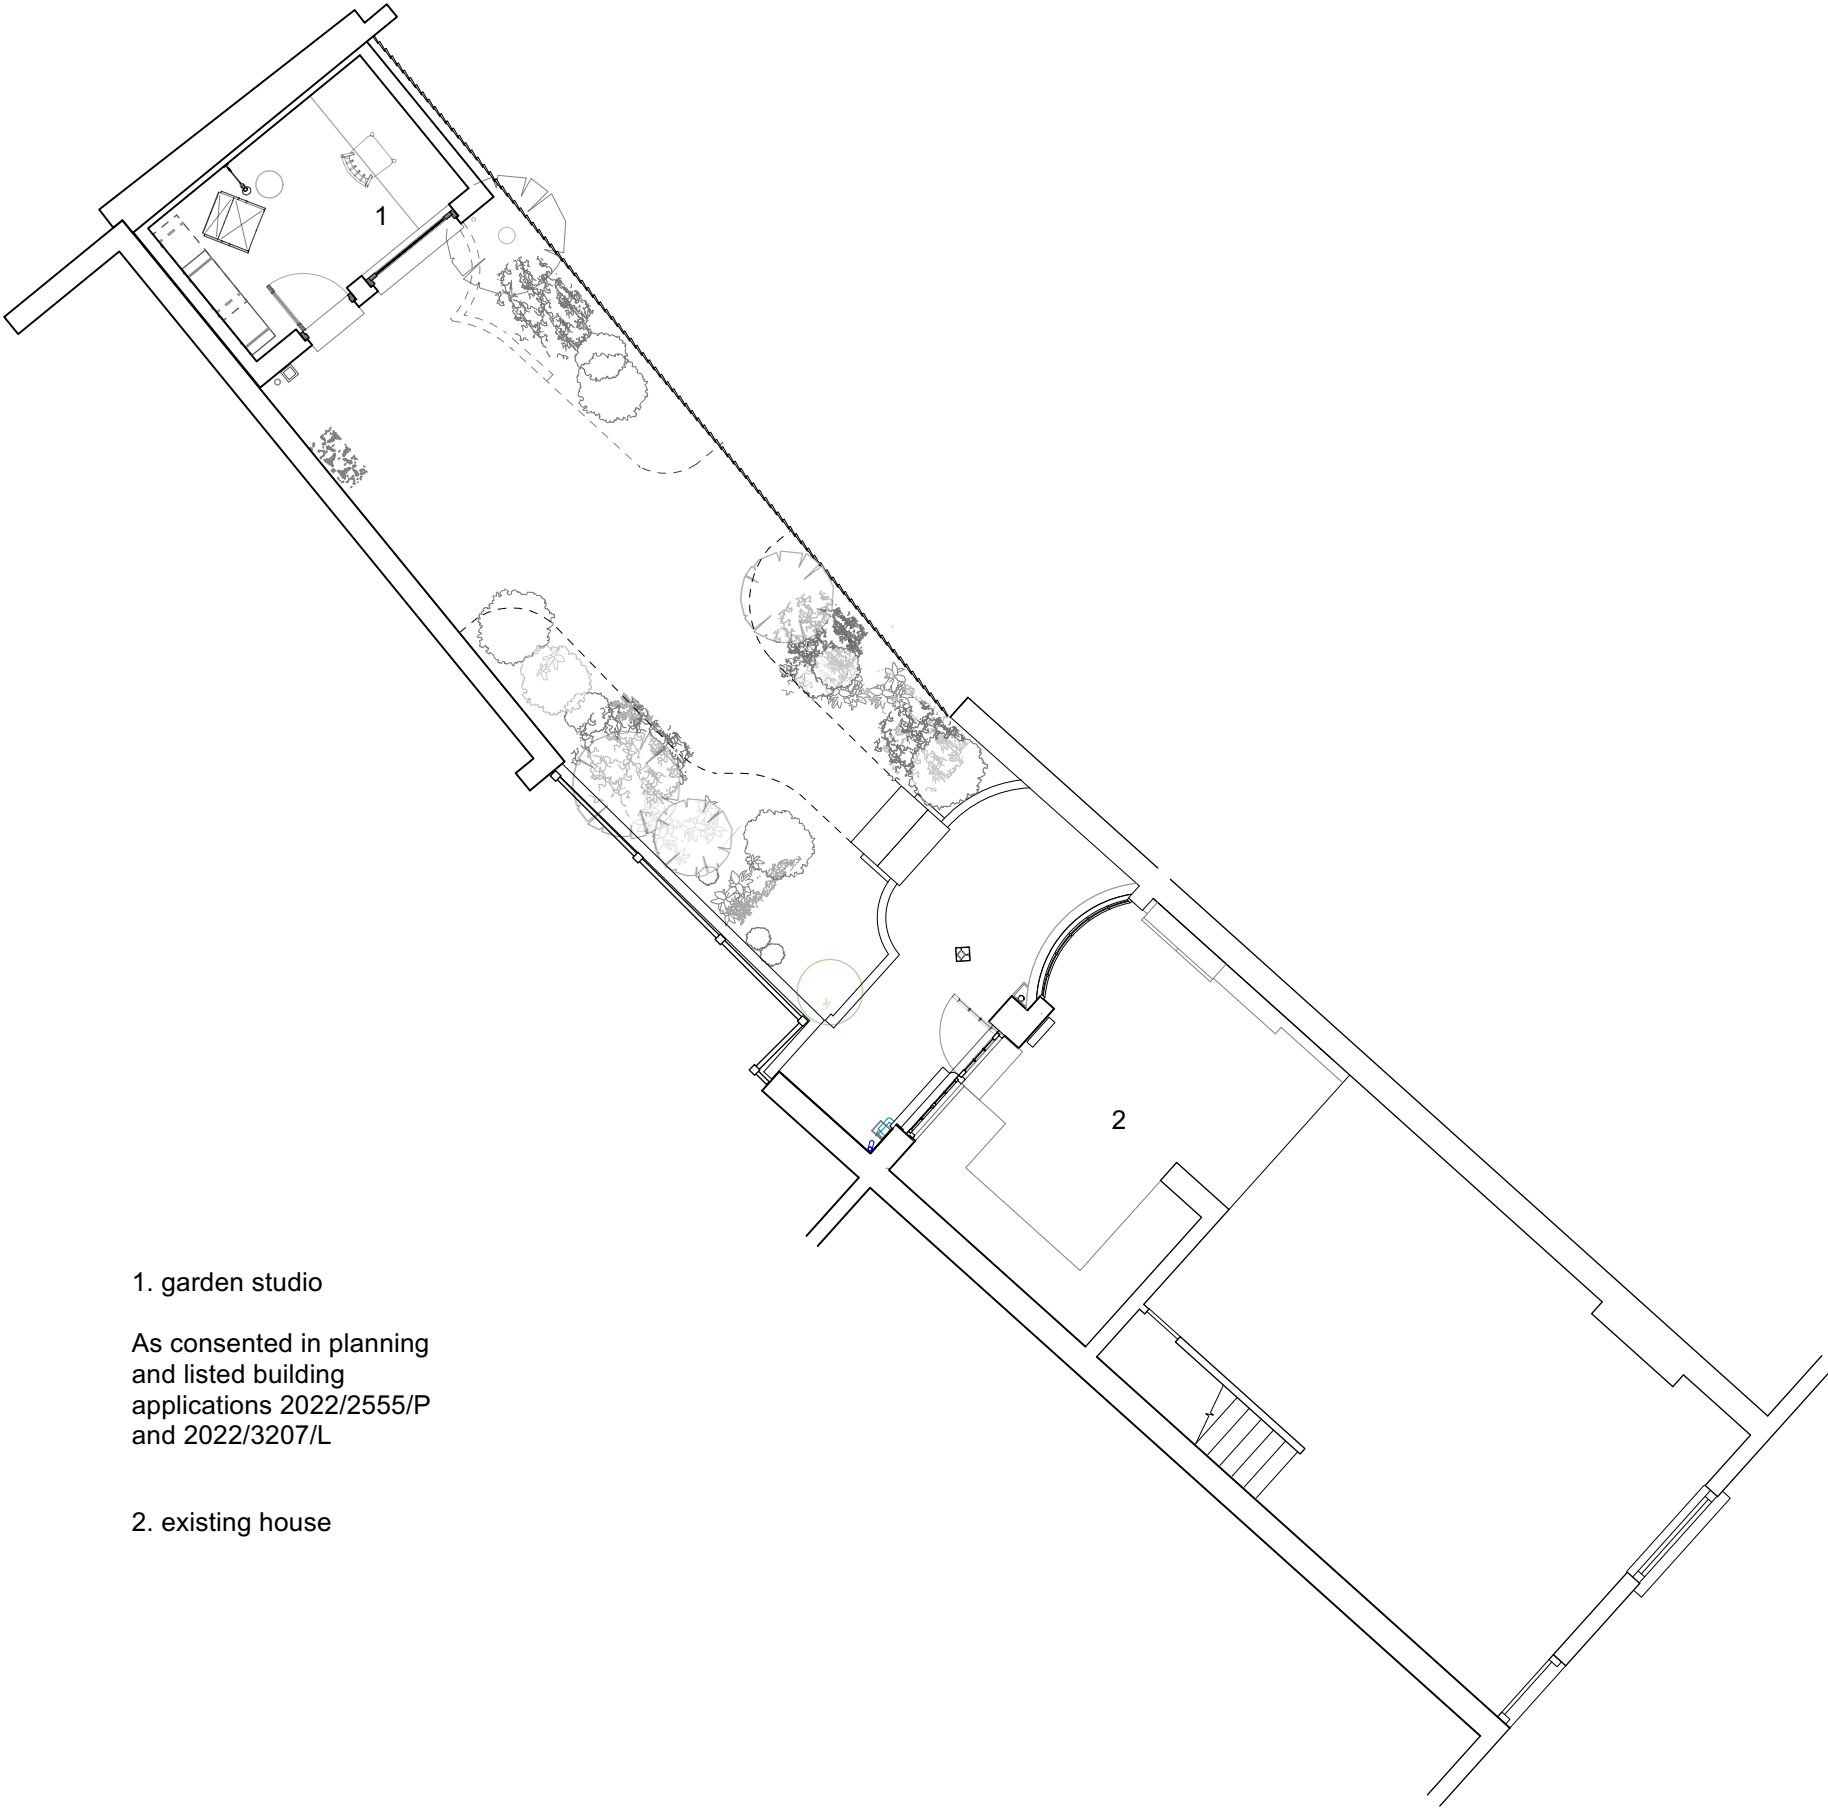 1
2
1. garden studio
As consented in planning
and listed building
applications 2022/2555/P
and 2022/3207/L
2. existing house